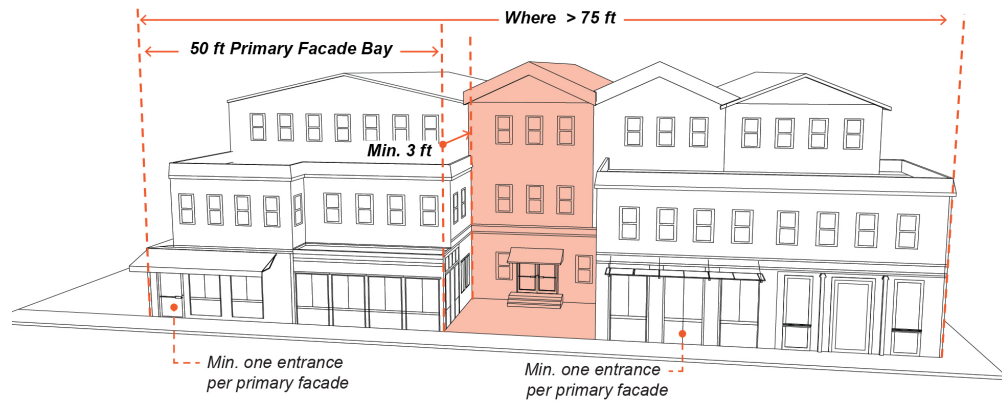 Where > 75 ft
50 ft Primary Facade Bay
Min. 3 ft
Min. one entrance
per primary facade
Min. one entrance
per primary facade